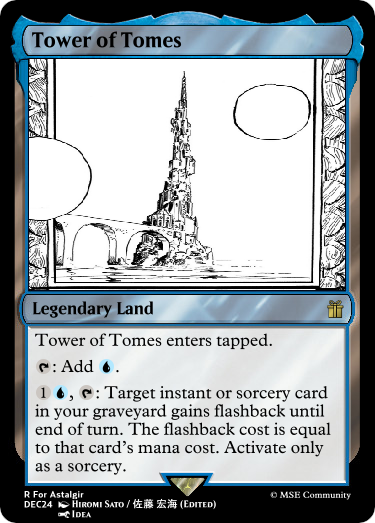 Tower of Tomes
Legendary Land
Tower of Tomes enters tapped.
: Add .
1 , : Target instant or sorcery card
in your graveyard gains flashback until
end of turn. The flashback cost is equal
to that card's mana cost. Activate only
as a sorcery.
R For Astalgir
DEC24 Hiromi Sato / 佐藤 宏海 (Edited)
Idea
© MSE Community